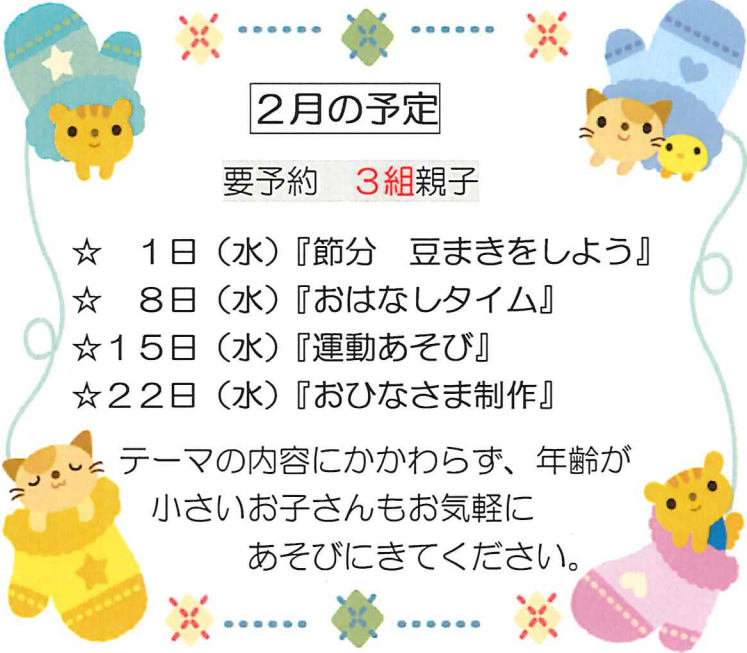 ２月の予定
要予約　３組親子
☆　１日（水）『節分　豆まきをしよう』
☆　８日（水）『おはなしタイム』
☆１５日（水）『運動あそび』
☆２２日（水）『おひなさま制作』
テーマの内容にかかわらず、年齢が
小さいお子さんもお気軽に
あそびにきてください。